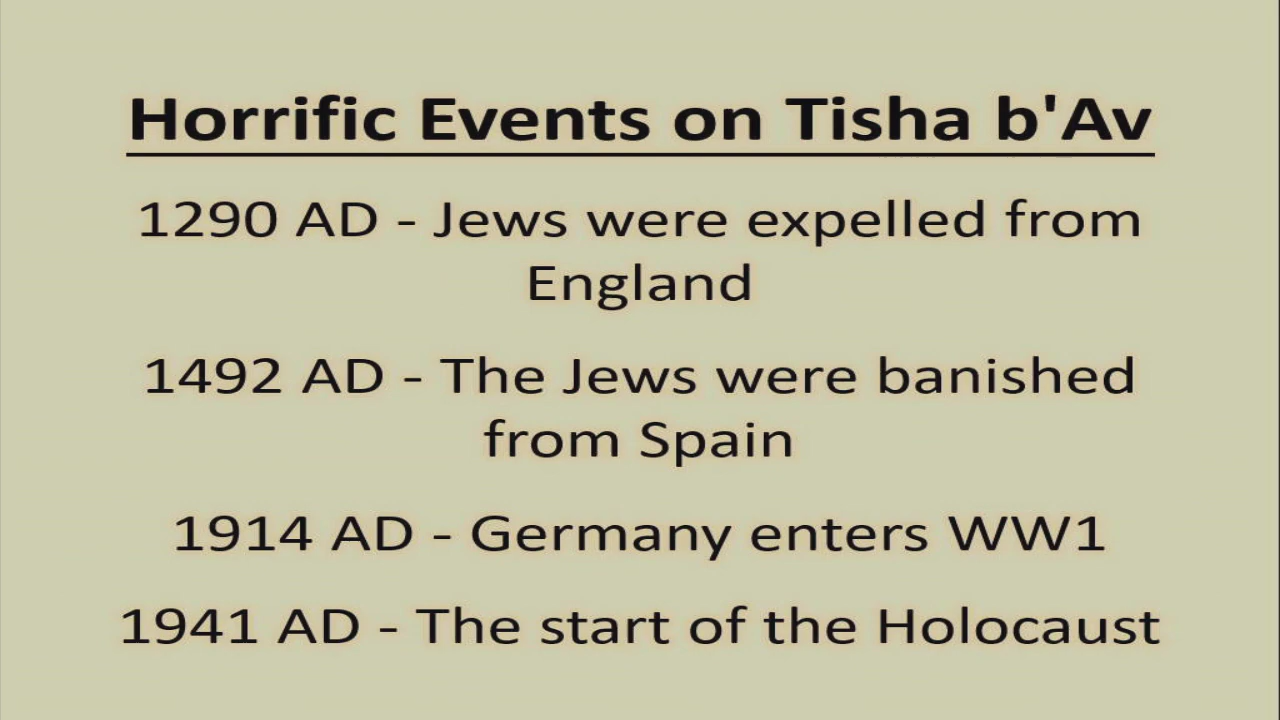 Horrific Events on Tisha b'Av
1290 AD - Jews were expelled from
England
1492 AD - The Jews were banished
from Spain
1914 AD - Germany enters WW1
1941 AD - The start of the Holocaust